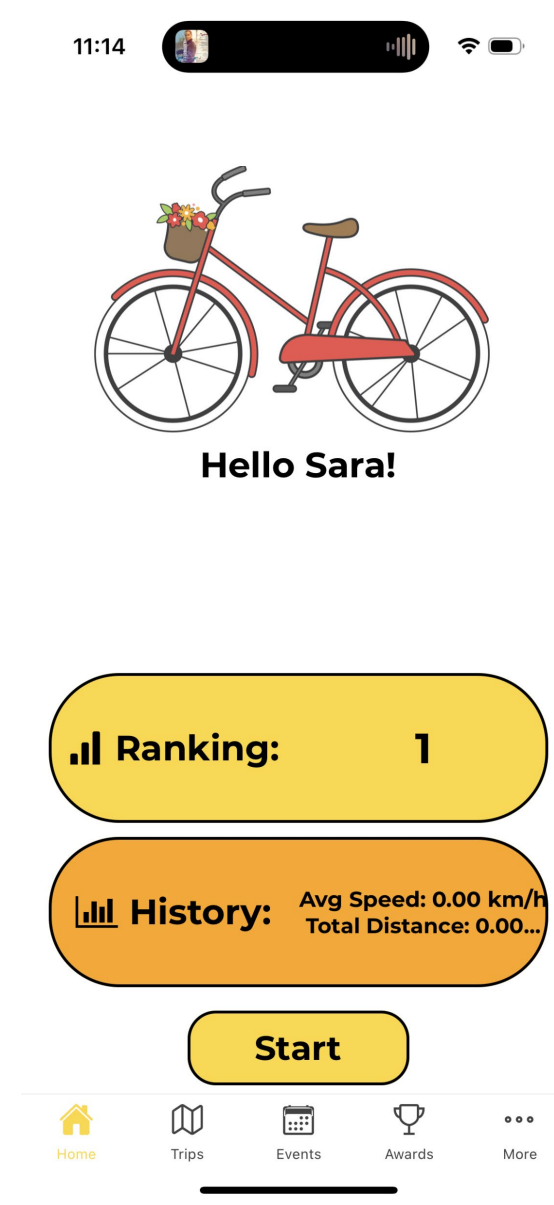 11:14
Hello Sara!
Ranking: 1
History:
Avg Speed: 0.00 km/h
Total Distance: 0.00...
Start
Home Trips Events Awards More